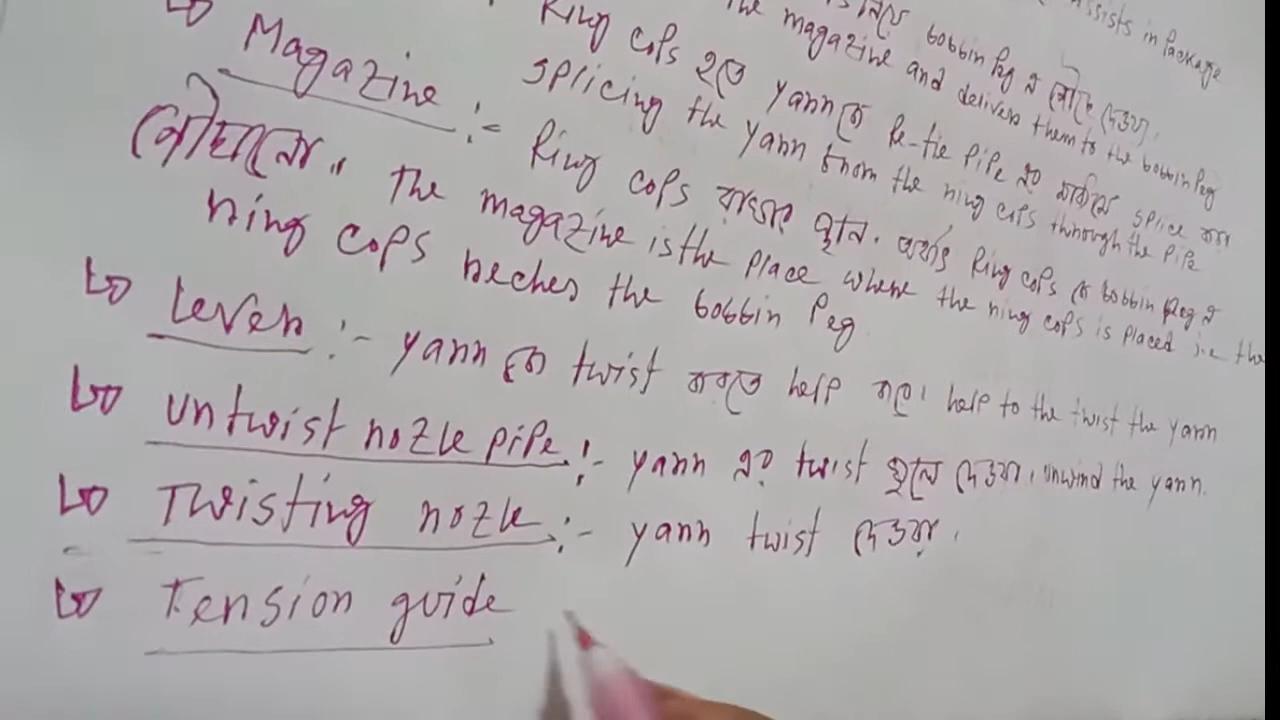 assists in Package
bobbin Peg এ পৌছে দেওয়া।
the magazine and delivers them to the bobbin Peg
Ring cops হতে yarn কে Re-tie Pipe এর মাধ্যমে splice করা
splicing the yarn from the ring cops through the Pipe
Magazine :- Ring cops রাখার স্থান. অর্থাৎ Ring cops কে bobbin Peg এ
পৌছানোর। The magazine is the place where the ring cops is placed i.e the
ring cops reches the bobbin Peg
Lever :- yarn কে twist করতে help করে। help to the twist the yarn
Untwist nozle pipe :- yarn এর twist খুলে দেওয়া। unwind the yarn.
Twisting nozle :- yarn twist দেওয়া.
Tension guide